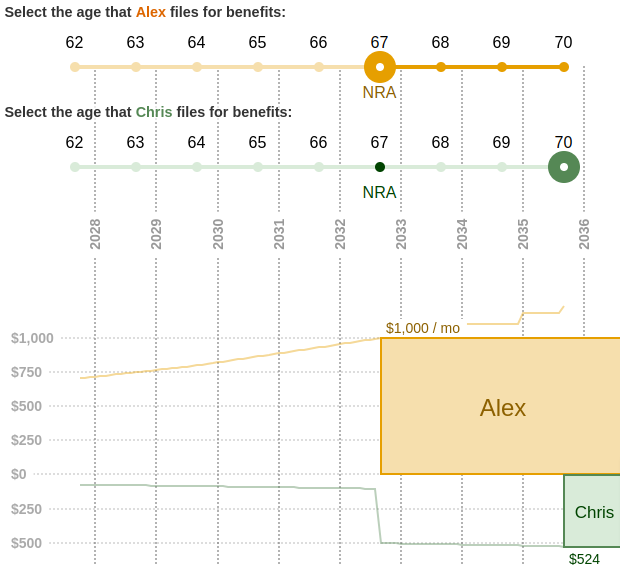 Select the age that Alex files for benefits:
62 63 64 65 66 67 68 69 70
NRA
Select the age that Chris files for benefits:
62 63 64 65 66 67 68 69 70
NRA
2028 2029 2030 2031 2032 2033 2034 2035 2036
$1,000 / mo
$1,000
$750
$500
Alex
$250
$0
$250
Chris
$500
$524